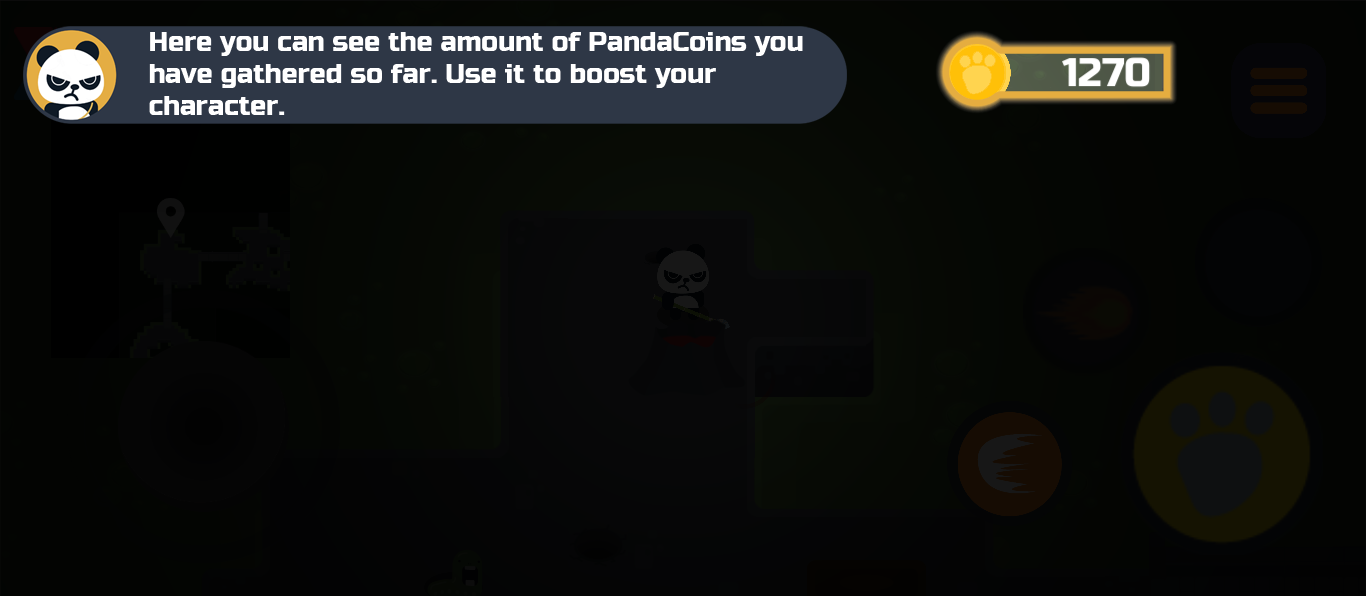 Here you can see the amount of PandaCoins you
have gathered so far. Use it to boost your
character.
1270